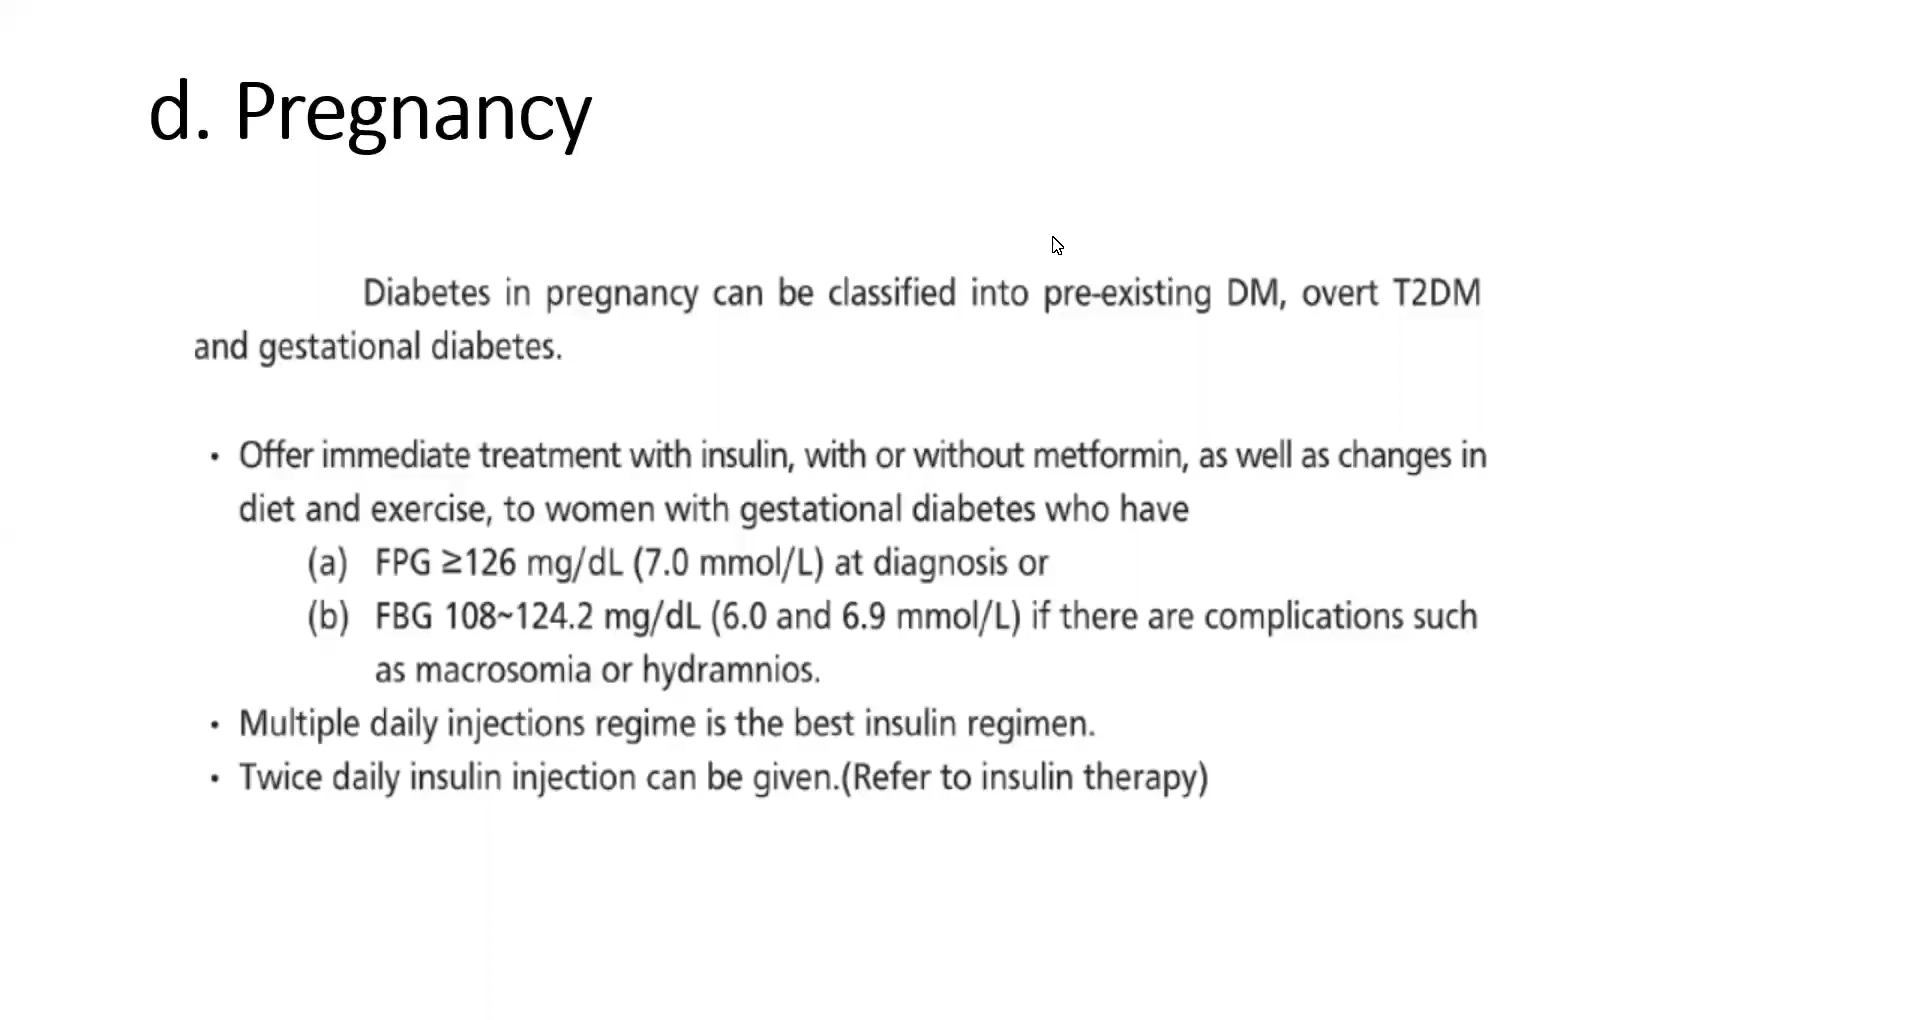 d. Pregnancy
Diabetes in pregnancy can be classified into pre-existing DM, overt T2DM
and gestational diabetes.
• Offer immediate treatment with insulin, with or without metformin, as well as changes in
diet and exercise, to women with gestational diabetes who have
(a) FPG ≥126 mg/dL (7.0 mmol/L) at diagnosis or
(b) FBG 108~124.2 mg/dL (6.0 and 6.9 mmol/L) if there are complications such
as macrosomia or hydramnios.
• Multiple daily injections regime is the best insulin regimen.
• Twice daily insulin injection can be given.(Refer to insulin therapy)